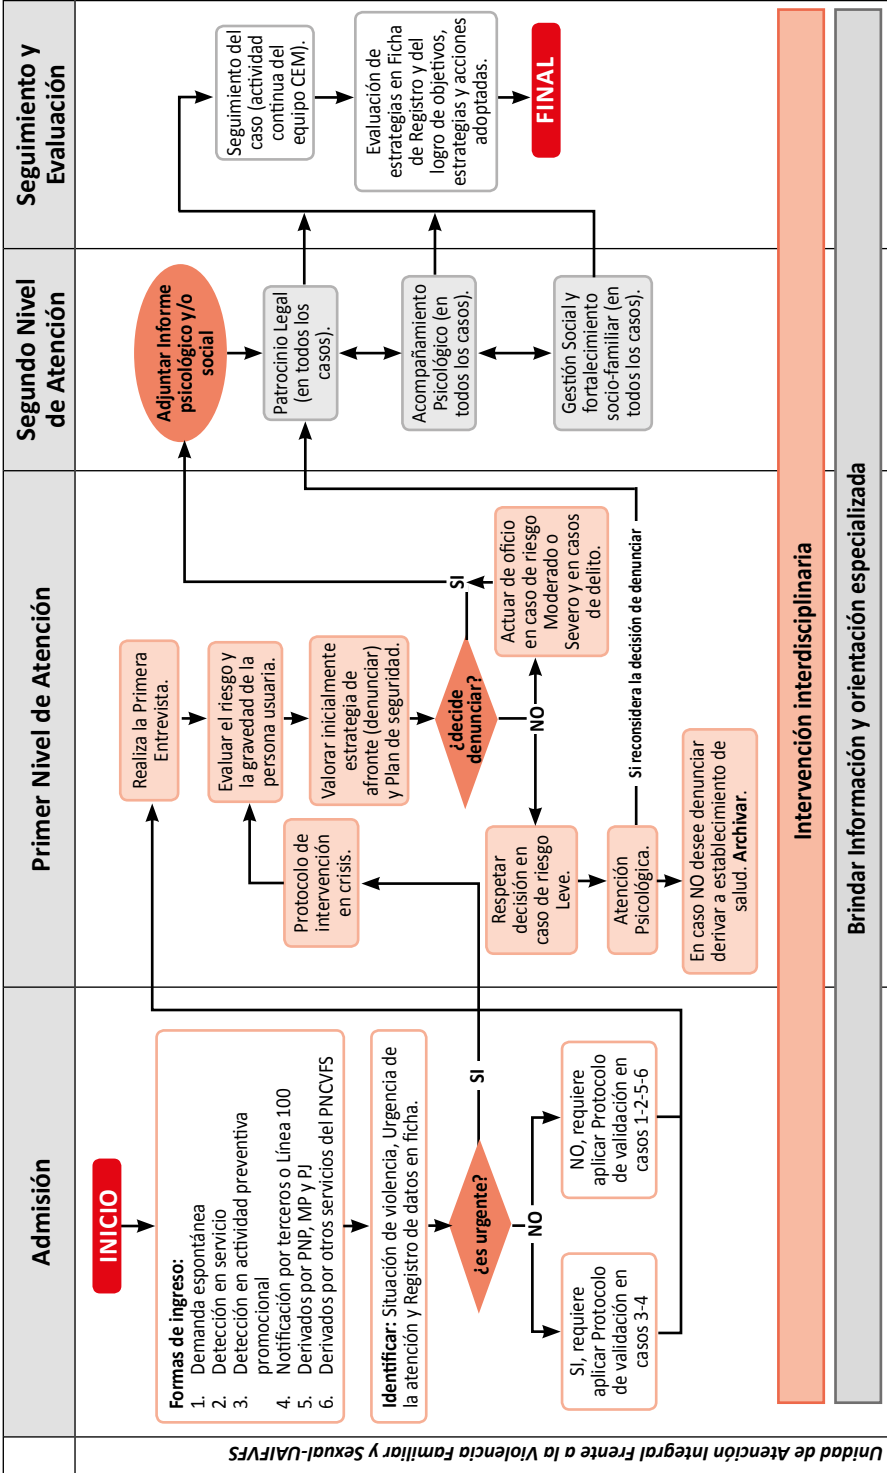 Unidad de Atención Integral Frente a la Violencia Familiar y Sexual-UAIFVFS
Admisión
INICIO
Formas de ingreso:
1. Demanda espontánea
2. Detección en servicio
3. Detección en actividad preventiva
promocional
4. Notificación por terceros o Línea 100
5. Derivados por PNP, MP y PJ
6. Derivados por otros servicios del PNCVFS
Identificar: Situación de violencia, Urgencia de
la atención y Registro de datos en ficha.
¿es urgente?
SI
NO
SI, requiere
aplicar Protocolo
de validación en
casos 3-4
NO, requiere
aplicar Protocolo
de validación en
casos 1-2-5-6
Primer Nivel de Atención
Realiza la Primera
Entrevista.
Evaluar el riesgo y
la gravedad de la
persona usuaria.
Protocolo de
intervención
en crisis.
Valorar inicialmente
estrategia de
afronte (denunciar)
y Plan de seguridad.
¿decide
denunciar?
SI
NO
Respetar
decisión en
caso de riesgo
Leve.
Actuar de oficio
en caso de riesgo
Moderado o
Severo y en casos
de delito.
Atención
Psicológica.
Si reconsidera la decisión de denunciar
En caso NO desee denunciar
derivar a establecimiento de
salud. Archivar.
Segundo Nivel
de Atención
Adjuntar Informe
psicológico y/o
social
Patrocinio Legal
(en todos los
casos).
Acompañamiento
Psicológico (en
todos los casos).
Gestión Social y
fortalecimiento
socio-familiar (en
todos los casos).
Seguimiento y
Evaluación
Seguimiento del
caso (actividad
continua del
equipo CEM).
Evaluación de
estrategias en Ficha
de Registro y del
logro de objetivos,
estrategias y acciones
adoptadas.
FINAL
Intervención interdisciplinaria
Brindar Información y orientación especializada